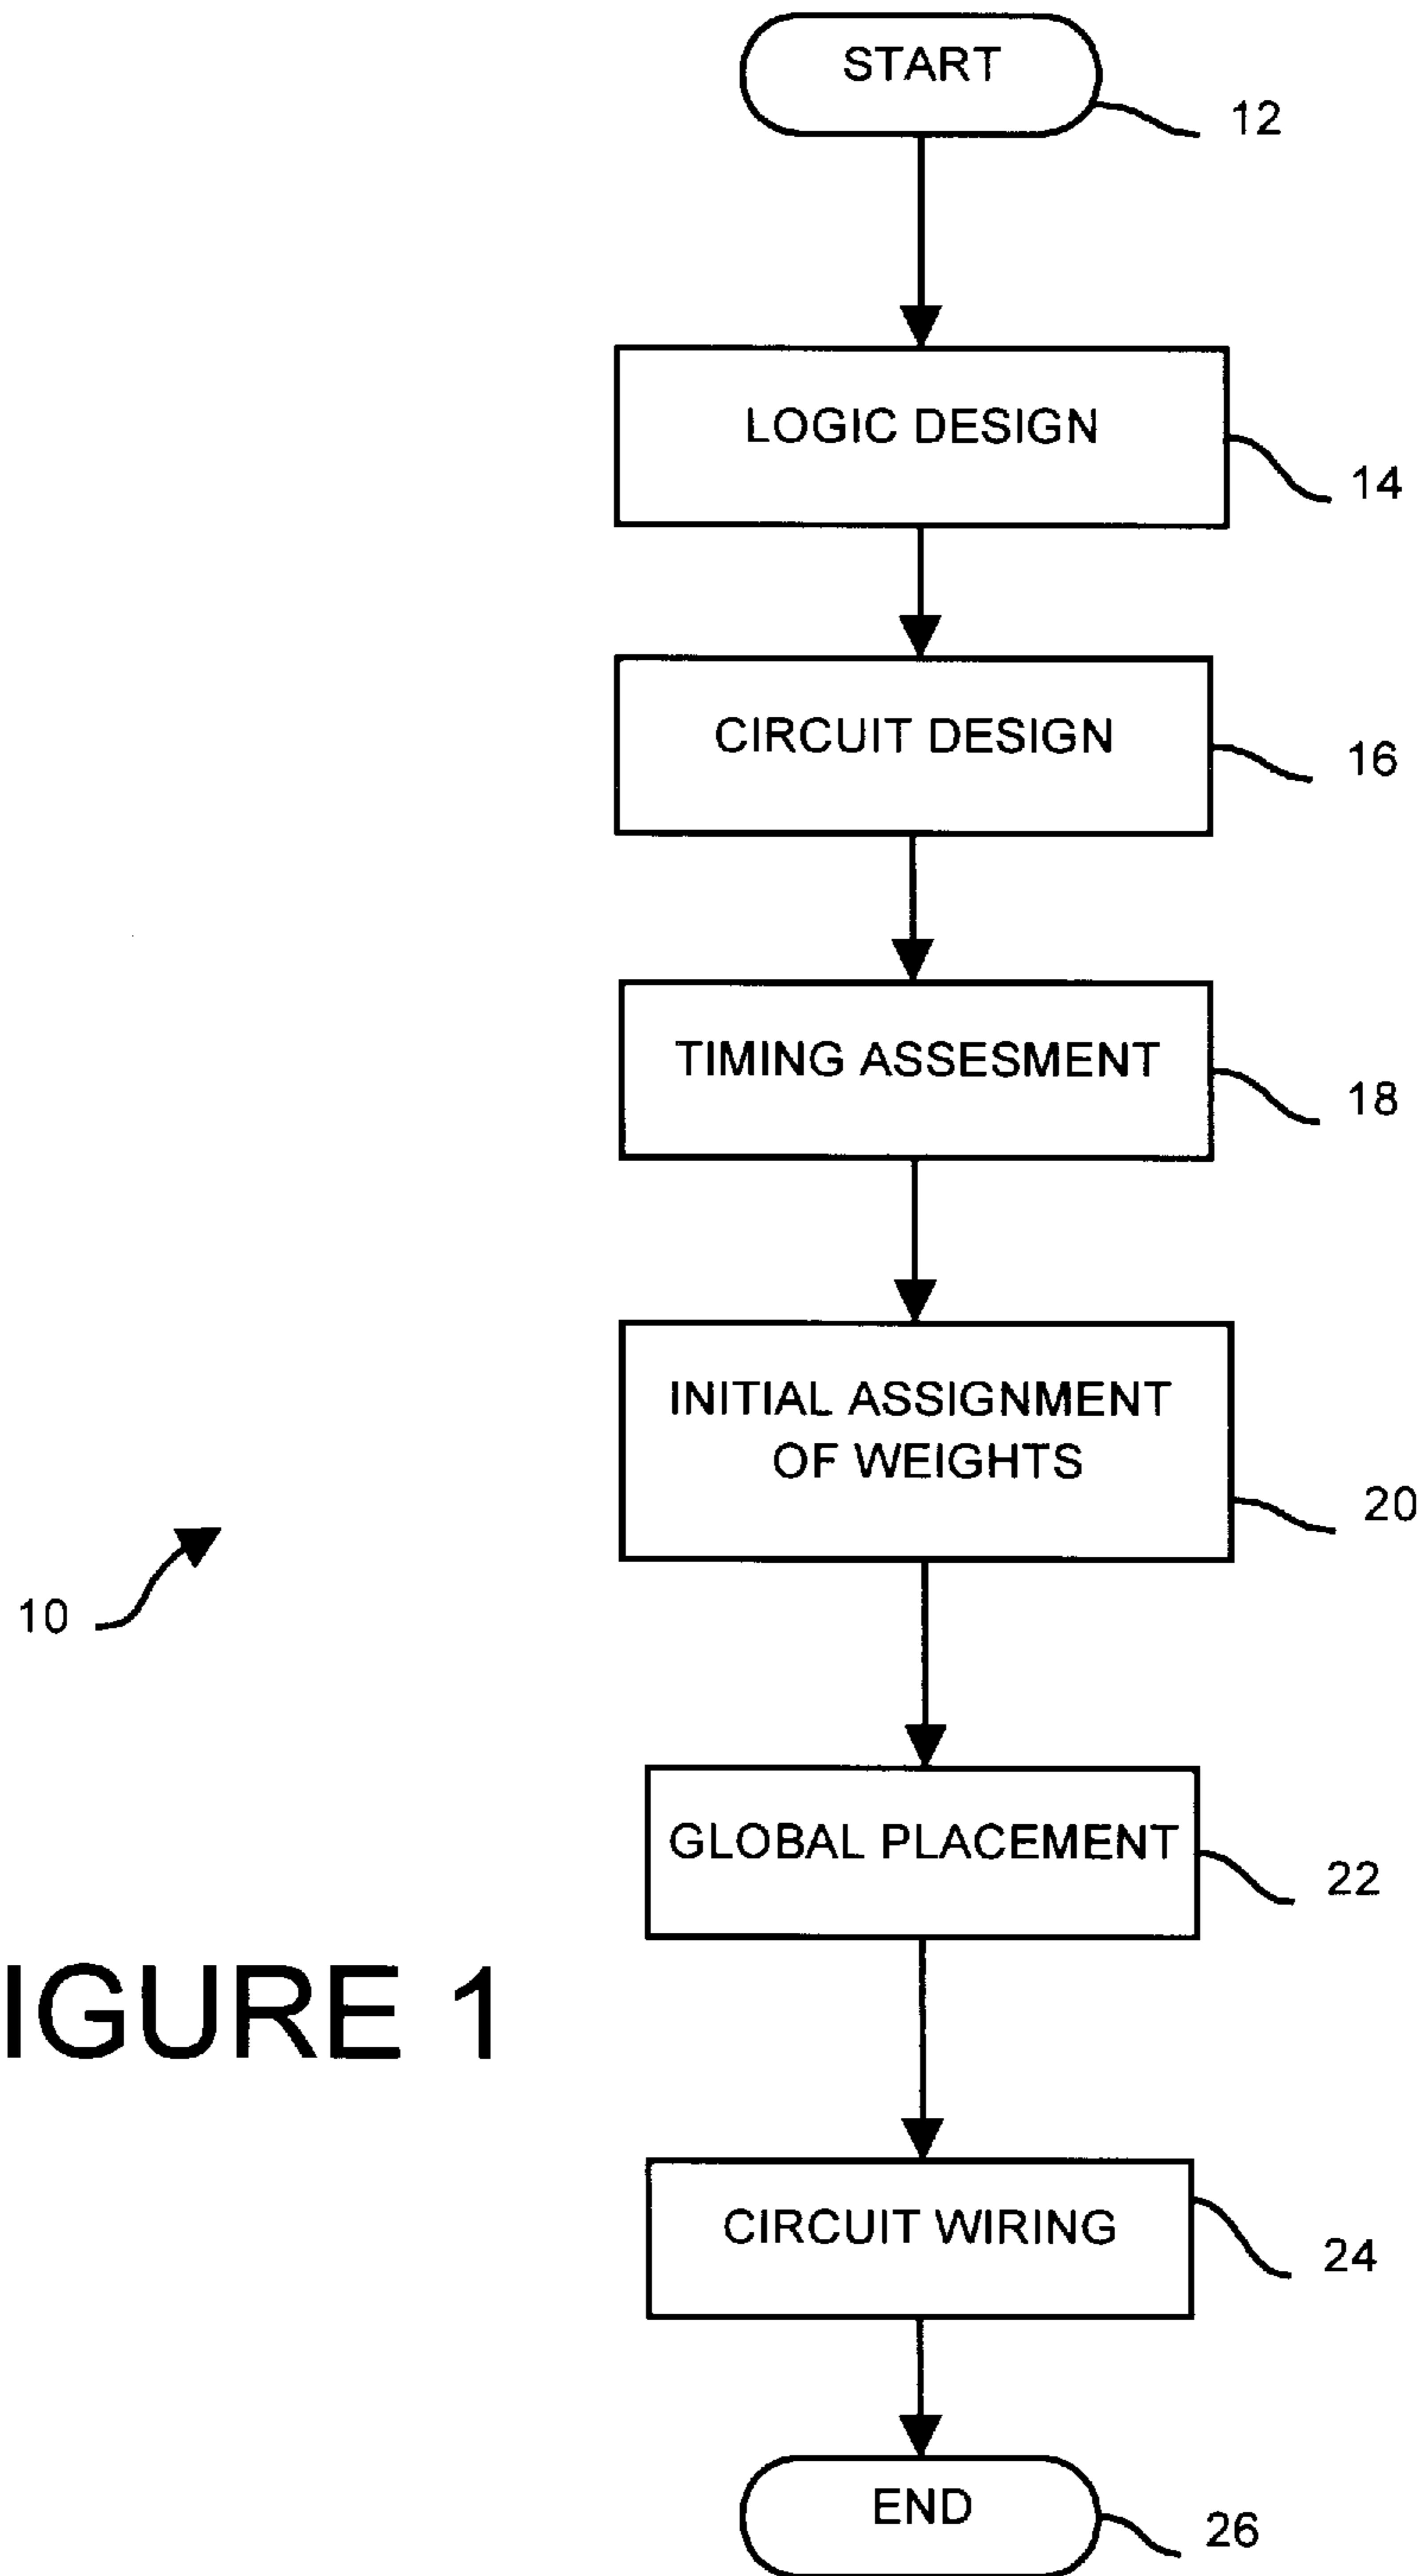 START
12
LOGIC DESIGN
14
CIRCUIT DESIGN
16
TIMING ASSESMENT
18
INITIAL ASSIGNMENT
OF WEIGHTS
20
10
GLOBAL PLACEMENT
22
IGURE 1
CIRCUIT WIRING
24
END
26